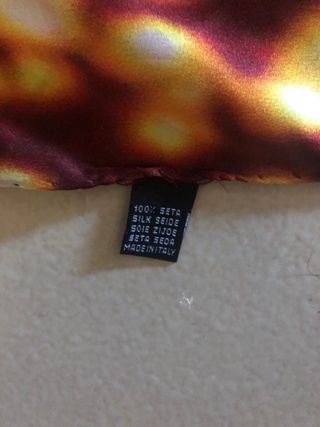 100% SETA
SILK SEIDE
SOIE ZIJDE
SETA SEDA
MADE IN ITALY